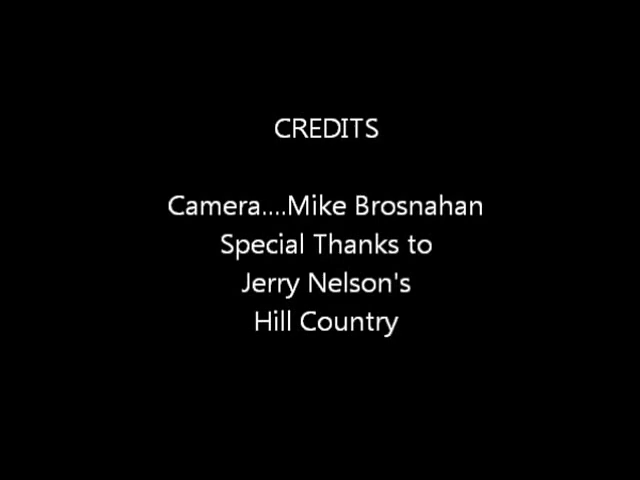 CREDITS
Camera....Mike Brosnahan
Special Thanks to
Jerry Nelson's
Hill Country